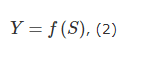 Y = f (S), (2)